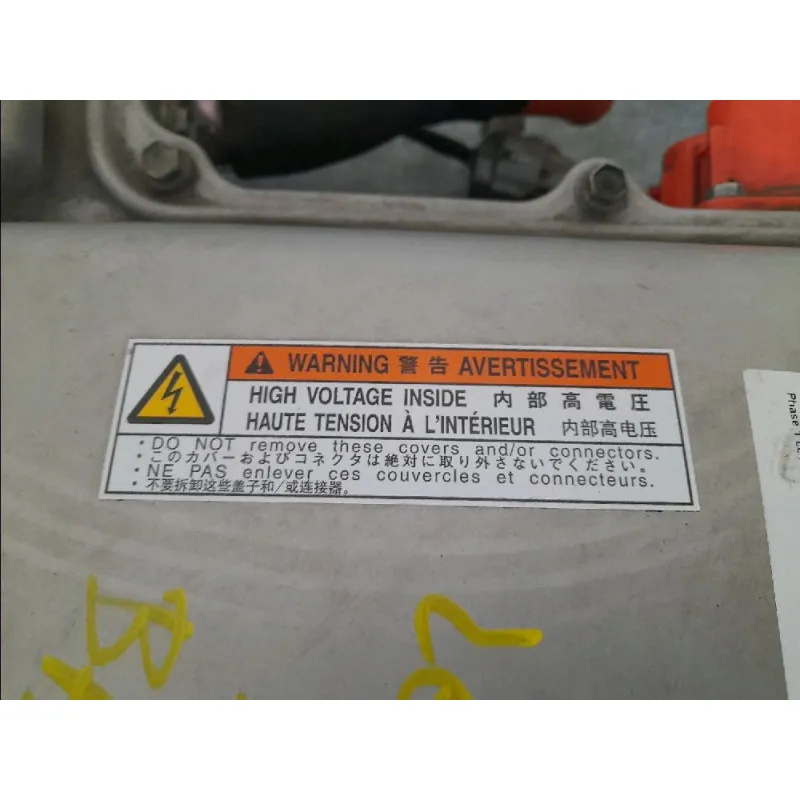 WARNING 警告 AVERTISSEMENT
HIGH VOLTAGE INSIDE 内部高電圧
HAUTE TENSION À L'INTÉRIEUR 内部高电压
・DO NOT remove these covers and/or connectors.
・このカバーおよびコネクタは絶対に取り外さないでください。
・NE PAS enlever ces couvercles et connecteurs.
・不要拆卸这些盖子和/或连接器。
Phase